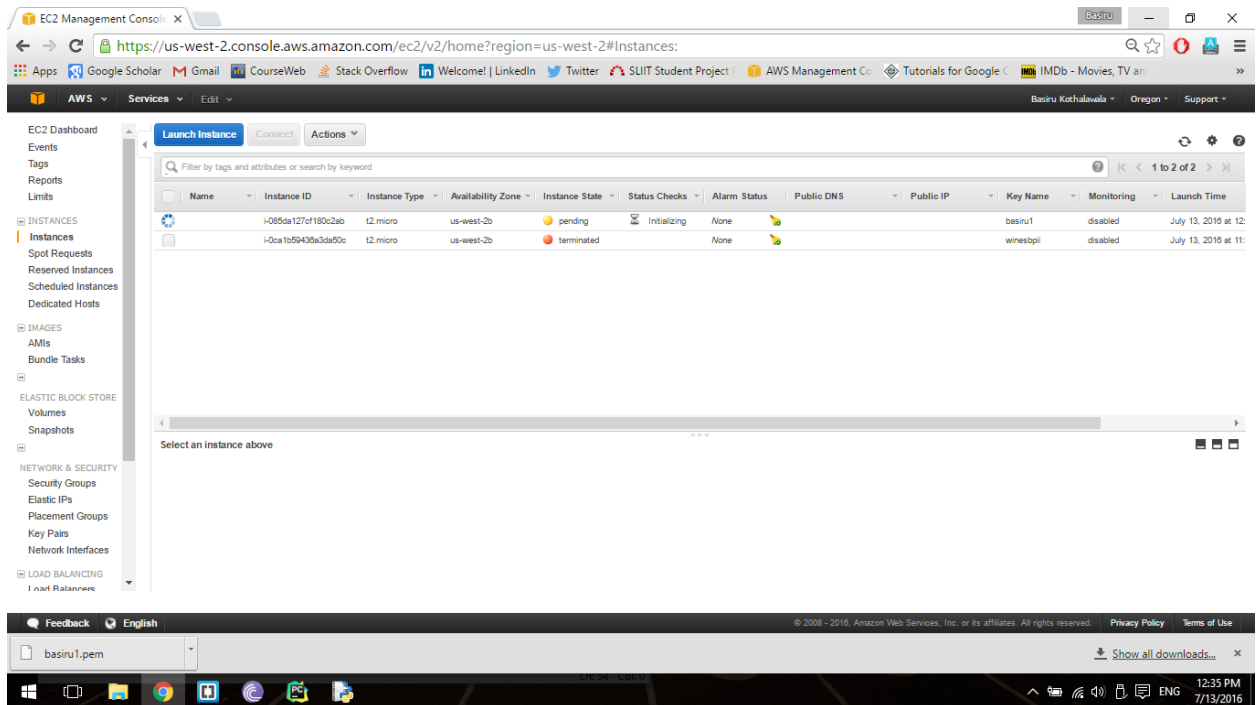 EC2 Management Console
Basiru
https://us-west-2.console.aws.amazon.com/ec2/v2/home?region=us-west-2#Instances:
Apps Google Scholar Gmail CourseWeb Stack Overflow Welcome! | LinkedIn Twitter SLIIT Student Project AWS Management Co Tutorials for Google C IMDb - Movies, TV an »
AWS Services Edit Basiru Kothalawala Oregon Support
EC2 Dashboard
Events
Tags
Reports
Limits
INSTANCES
Instances
Spot Requests
Reserved Instances
Scheduled Instances
Dedicated Hosts
IMAGES
AMIs
Bundle Tasks
ELASTIC BLOCK STORE
Volumes
Snapshots
NETWORK & SECURITY
Security Groups
Elastic IPs
Placement Groups
Key Pairs
Network Interfaces
LOAD BALANCING
Load Balancers
Launch Instance Connect Actions
Filter by tags and attributes or search by keyword 1 to 2 of 2
Name Instance ID Instance Type Availability Zone Instance State Status Checks Alarm Status Public DNS Public IP Key Name Monitoring Launch Time
i-085da127cf180c2ab t2.micro us-west-2b pending Initializing None basiru1 disabled July 13, 2016 at 12:
i-0ca1b59436a3da50c t2.micro us-west-2b terminated None winesbpii disabled July 13, 2016 at 11:
Select an instance above
Feedback English © 2008 - 2016, Amazon Web Services, Inc. or its affiliates. All rights reserved. Privacy Policy Terms of Use
basiru1.pem Show all downloads...
Ln: 34 Col: 0
ENG 12:35 PM
7/13/2016